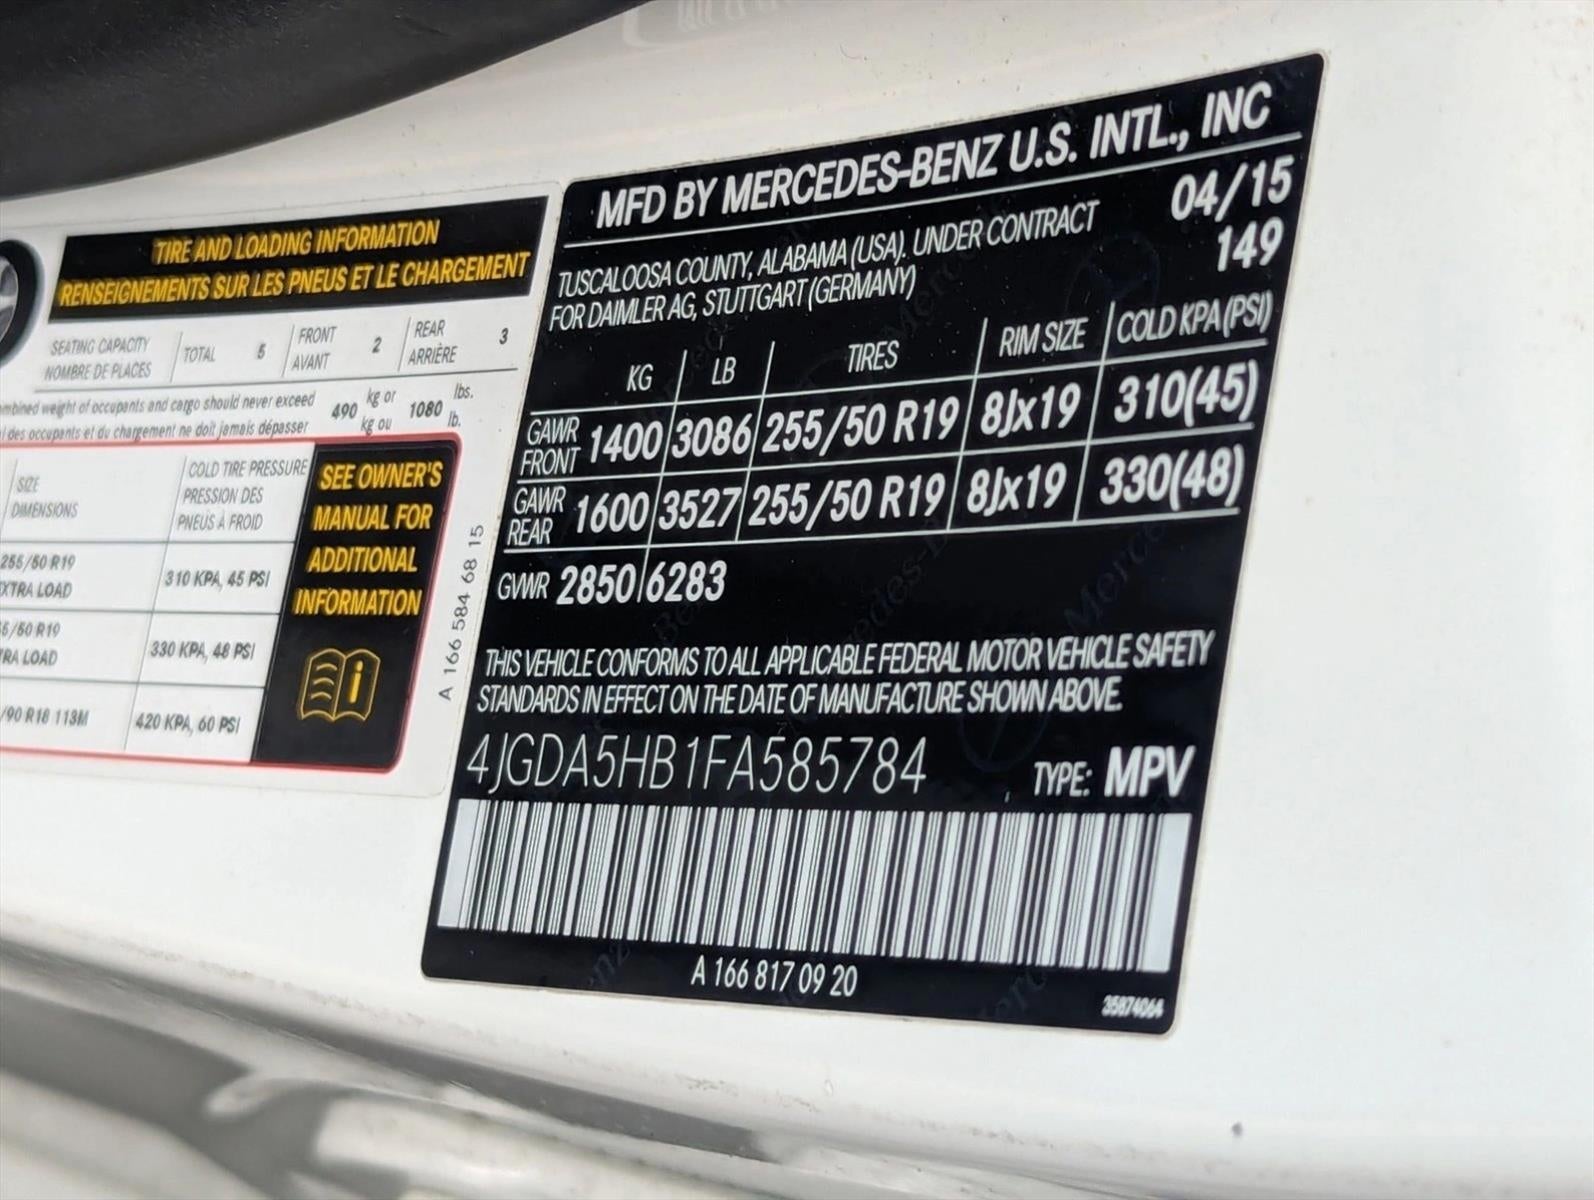 TIRE AND LOADING INFORMATION
RENSEIGNEMENTS SUR LES PNEUS ET LE CHARGEMENT
SEATING CAPACITY TOTAL 5 FRONT 2 REAR 3
NOMBRE DE PLACES AVANT ARRIÈRE
weight of occupants and cargo should never exceed 490 kg or 1080 lbs.
des occupants et du chargement ne doit jamais dépasser kg ou lb.
SIZE COLD TIRE PRESSURE
DIMENSIONS PRESSION DES
PNEUS À FROID
255/50 R19 310 KPA, 45 PSI
XTRA LOAD
5/50 R19 330 KPA, 48 PSI
RA LOAD
/90 R18 113M 420 KPA, 60 PSI
SEE OWNER'S
MANUAL FOR
ADDITIONAL
INFORMATION
A 166 584 68 15
MFD BY MERCEDES-BENZ U.S. INTL., INC
TUSCALOOSA COUNTY, ALABAMA (USA). UNDER CONTRACT 04/15
FOR DAIMLER AG, STUTTGART (GERMANY) 149
KG LB TIRES RIM SIZE COLD KPA(PSI)
GAWR FRONT 1400 3086 255/50 R19 8Jx19 310(45)
GAWR REAR 1600 3527 255/50 R19 8Jx19 330(48)
GVWR 2850 6283
THIS VEHICLE CONFORMS TO ALL APPLICABLE FEDERAL MOTOR VEHICLE SAFETY
STANDARDS IN EFFECT ON THE DATE OF MANUFACTURE SHOWN ABOVE.
4JGDA5HB1FA585784 TYPE: MPV
A 166 817 09 20
35874064